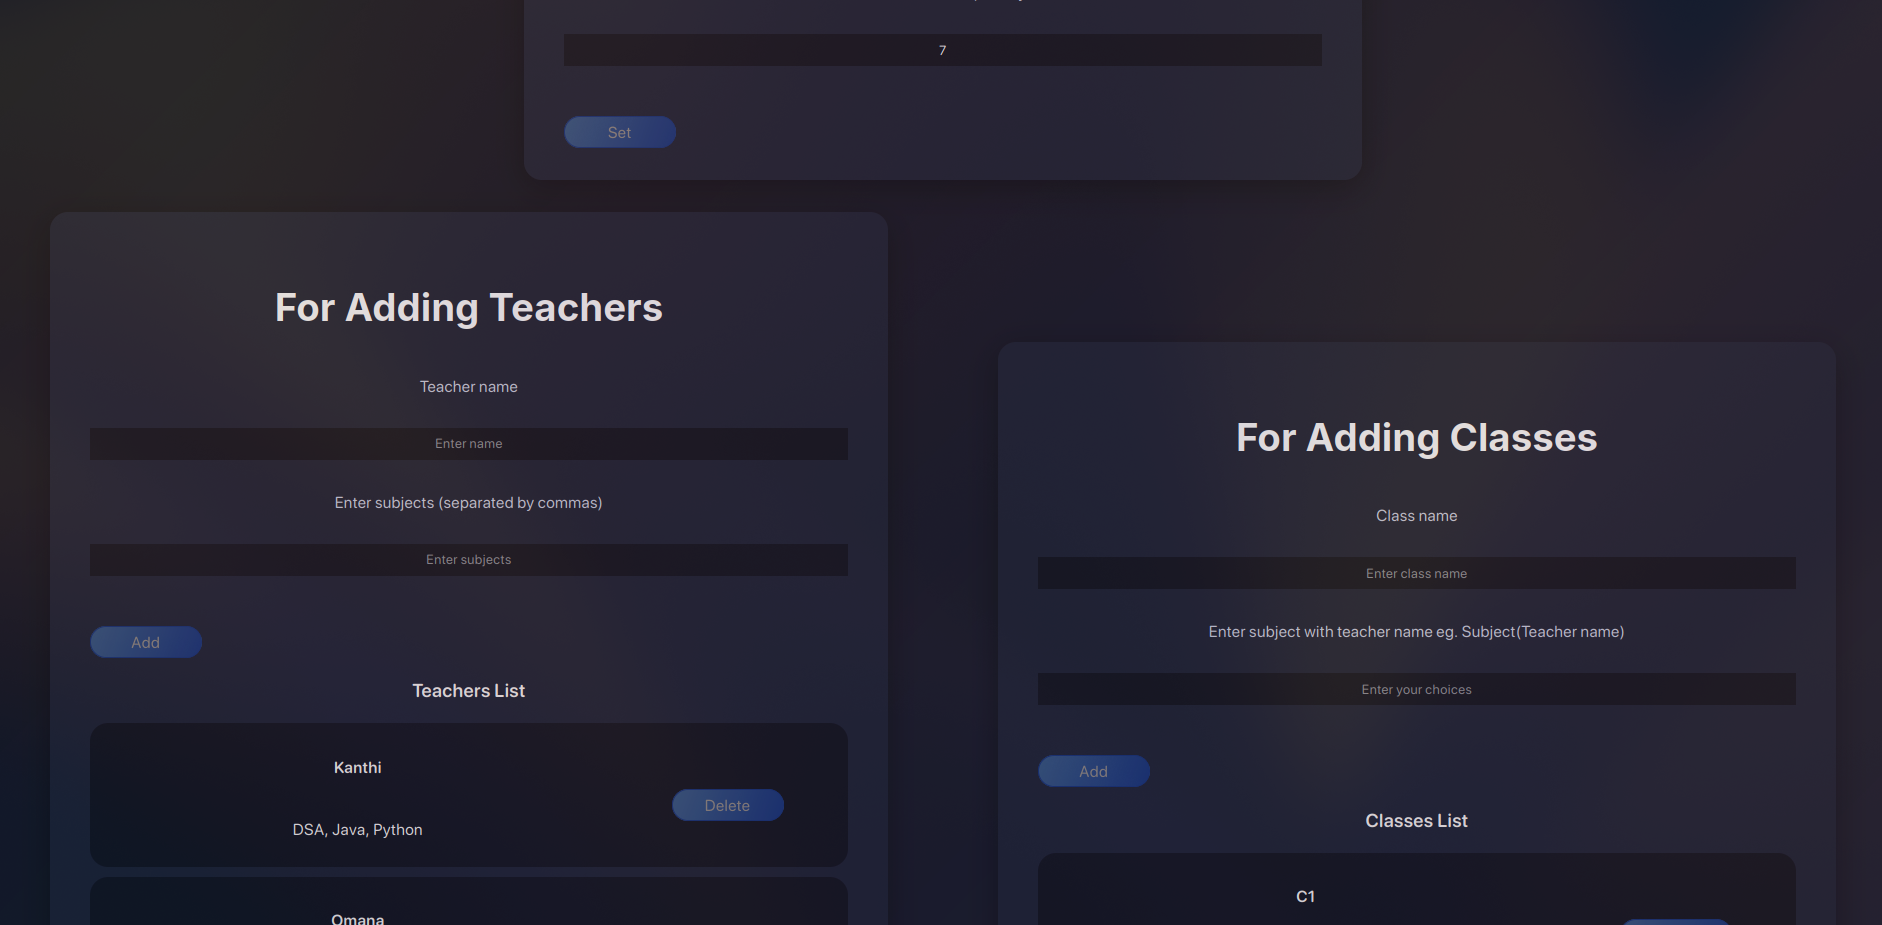 7
Set
For Adding Teachers
Teacher name
Enter name
Enter subjects (separated by commas)
Enter subjects
Add
Teachers List
Kanthi
DSA, Java, Python
Delete
Omana
For Adding Classes
Class name
Enter class name
Enter subject with teacher name eg. Subject(Teacher name)
Enter your choices
Add
Classes List
C1